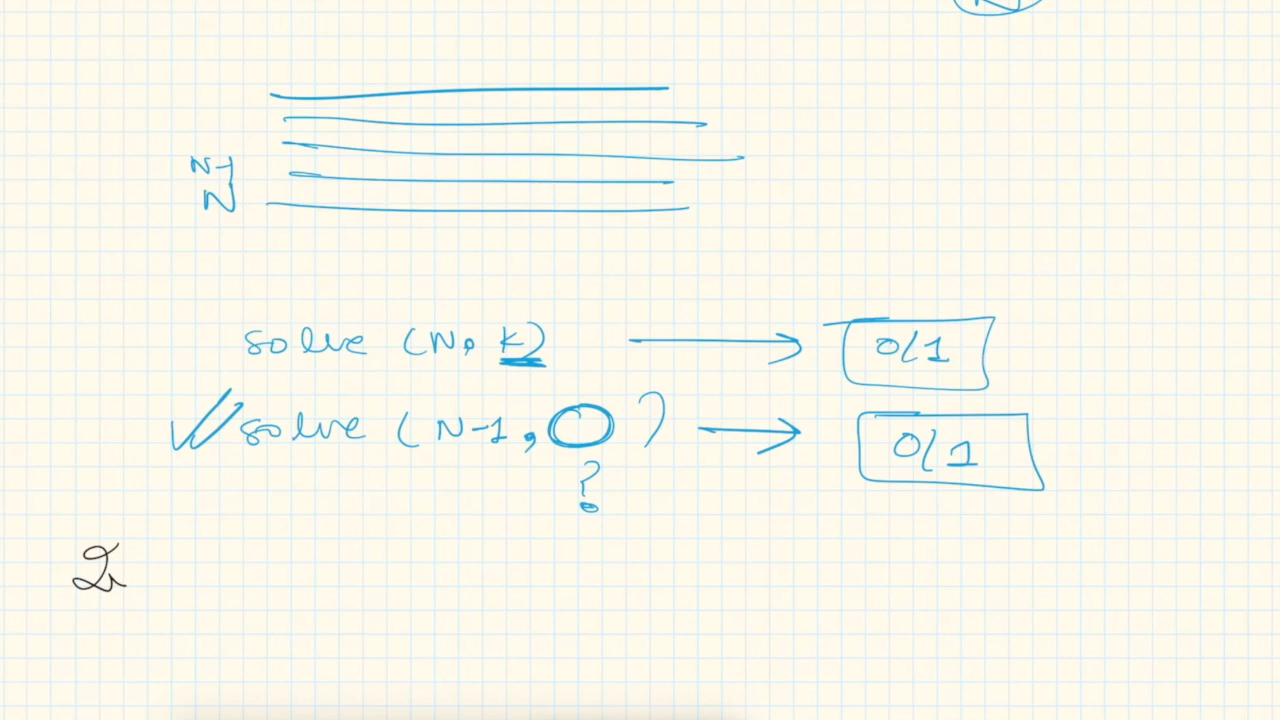 N-1
N
solve (N, K) → 0/1
solve (N-1, ) → 0/1
?